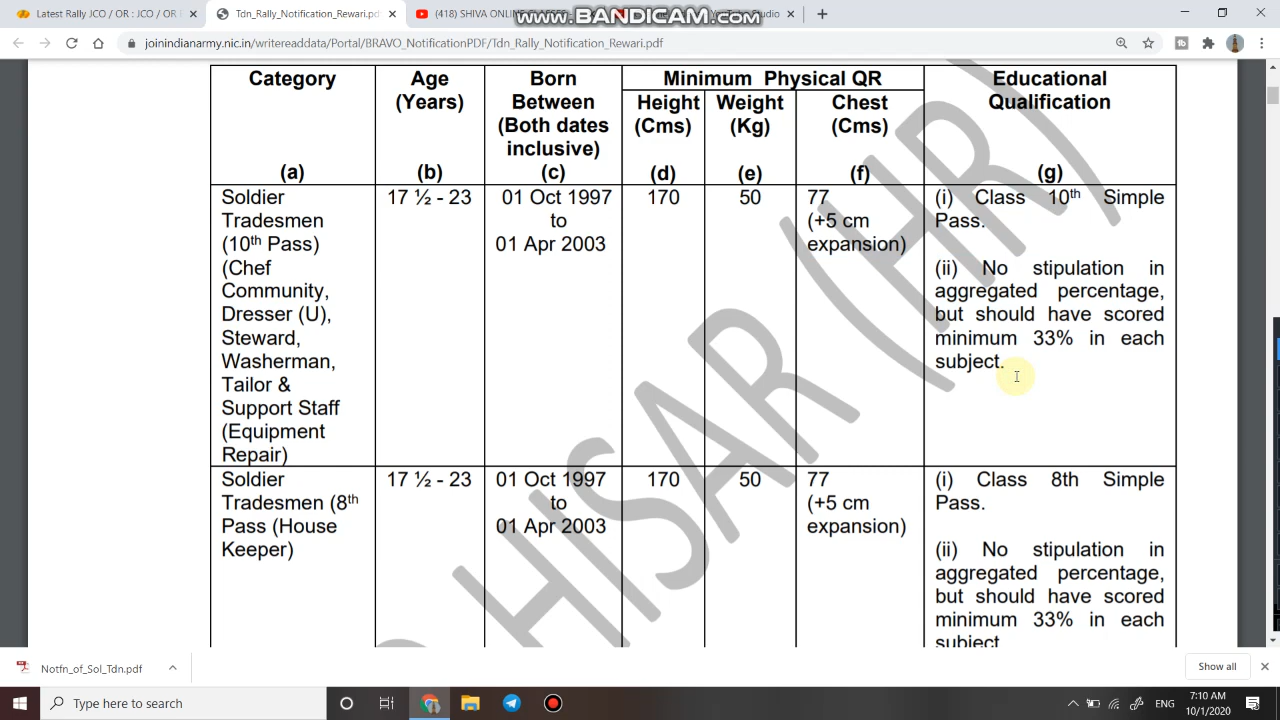 Latest Rally JCO / OR : JCO / OR
Tdn_Rally_Notification_Rewari.pdf
(418) SHIVA ONLINE CLASSES
Studio
www.BANDICAM.com
joinindianarmy.nic.in/writereaddata/Portal/BRAVO_NotificationPDF/Tdn_Rally_Notification_Rewari.pdf
Category
(a)
Age
(Years)
(b)
Born
Between
(Both dates
inclusive)
(c)
Minimum Physical QR
Height
(Cms)
(d)
Weight
(Kg)
(e)
Chest
(Cms)
(f)
Educational
Qualification
(g)
Soldier
Tradesmen
(10th Pass)
(Chef
Community,
Dresser (U),
Steward,
Washerman,
Tailor &
Support Staff
(Equipment
Repair)
17 ½ - 23
01 Oct 1997
to
01 Apr 2003
170
50
77
(+5 cm
expansion)
(i) Class 10th Simple
Pass.
(ii) No stipulation in
aggregated percentage,
but should have scored
minimum 33% in each
subject.
Soldier
Tradesmen (8th
Pass (House
Keeper)
17 ½ - 23
01 Oct 1997
to
01 Apr 2003
170
50
77
(+5 cm
expansion)
(i) Class 8th Simple
Pass.
(ii) No stipulation in
aggregated percentage,
but should have scored
minimum 33% in each
subject
HISAR (HR)
Notfn_of_Sol_Tdn.pdf
Show all
Type here to search
ENG
7:10 AM
10/1/2020